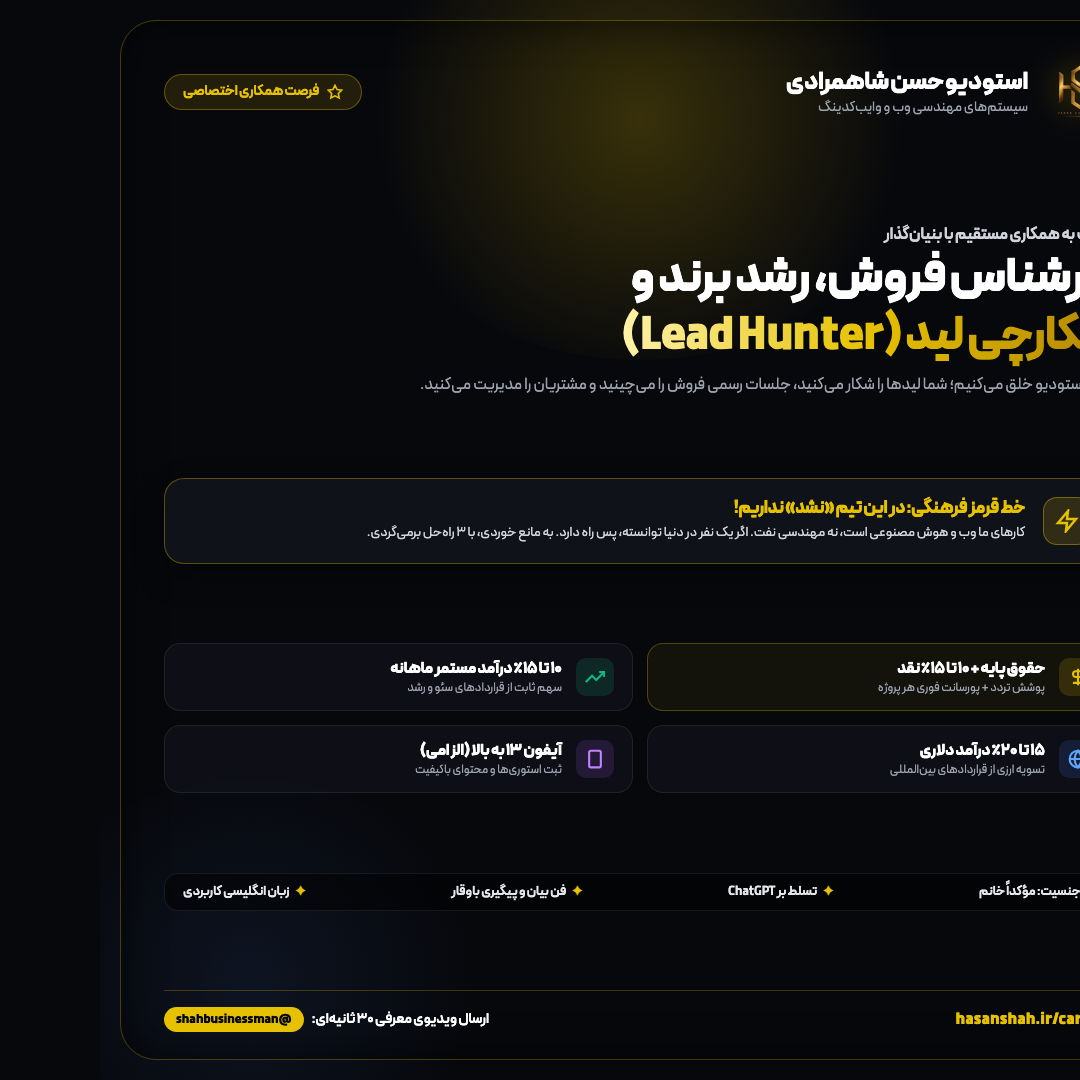 استودیو حسن شاهمرادی
سیستم‌های مهندسی وب و وایب‌کدینگ
فرصت همکاری اختصاصی
به همکاری مستقیم با بنیان‌گذار
فروش، رشد برند و
لید (Lead Hunter)
خلق می‌کنیم؛ شما لیدها را شکار می‌کنید، جلسات رسمی فروش را می‌چینید و مشتریان را مدیریت می‌کنید.
خط قرمز فرهنگی: در این تیم «نشد» نداریم!
کارهای ما وب و هوش مصنوعی است، نه مهندسی نفت. اگر یک نفر در دنیا توانسته، پس راه دارد. به مانع خوردی، با ۳ راه‌حل برمی‌گردی.
حقوق پایه + ۱۰ تا ۱۵٪ نقد
پوشش تردد + پورسانت فوری هر پروژه
۱۰ تا ۱۵٪ درآمد مستمر ماهانه
سهم ثابت از قراردادهای سئو و رشد
۱۵ تا ۲۰٪ درآمد دلاری
تسویه ارزی از قراردادهای بین‌المللی
آیفون ۱۳ به بالا (الزامی)
ثبت استوری‌ها و محتوای باکیفیت
جنسیت: مؤکداً خانم
✦ تسلط بر ChatGPT
✦ فن بیان و پیگیری باوقار
✦ زبان انگلیسی کاربردی
hasanshah.ir/
ارسال ویدیوی معرفی ۳۰ ثانیه‌ای:
@shahbusinessman